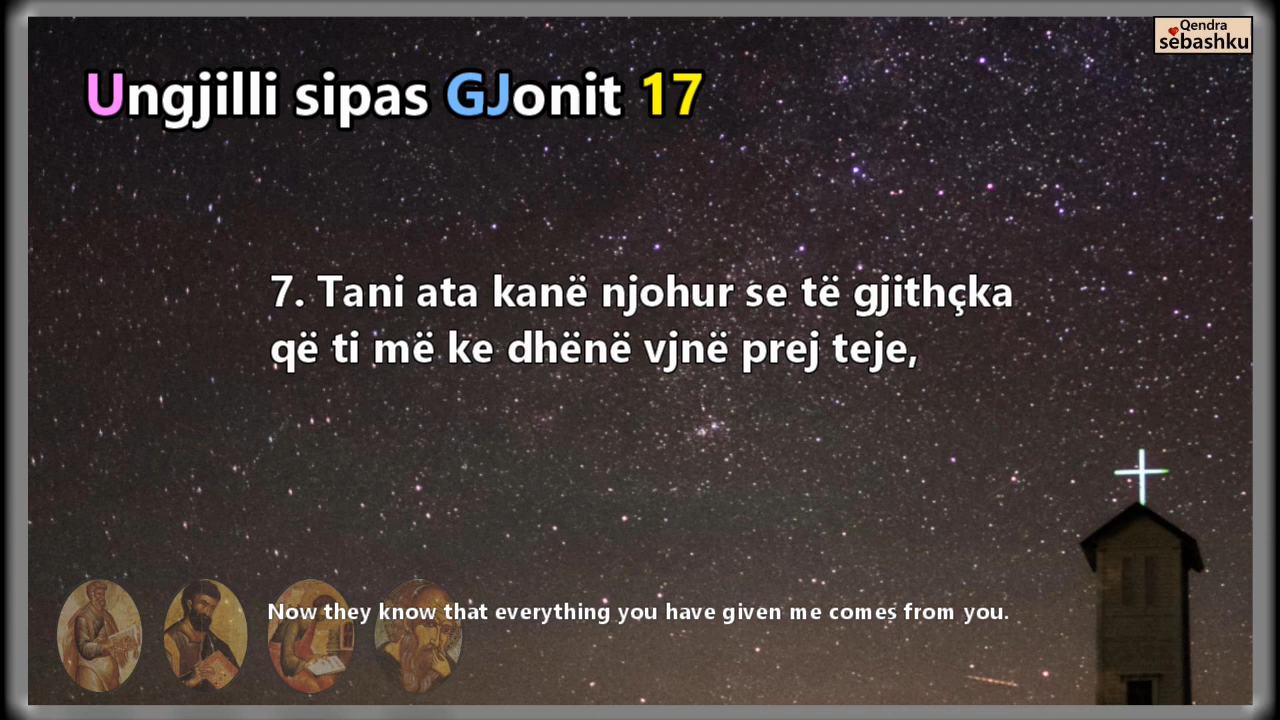 Qendra
sëbashku
Ungjilli sipas GJonit 17
7. Tani ata kanë njohur se të gjithçka
që ti më ke dhënë vjnë prej teje,
Now they know that everything you have given me comes from you.